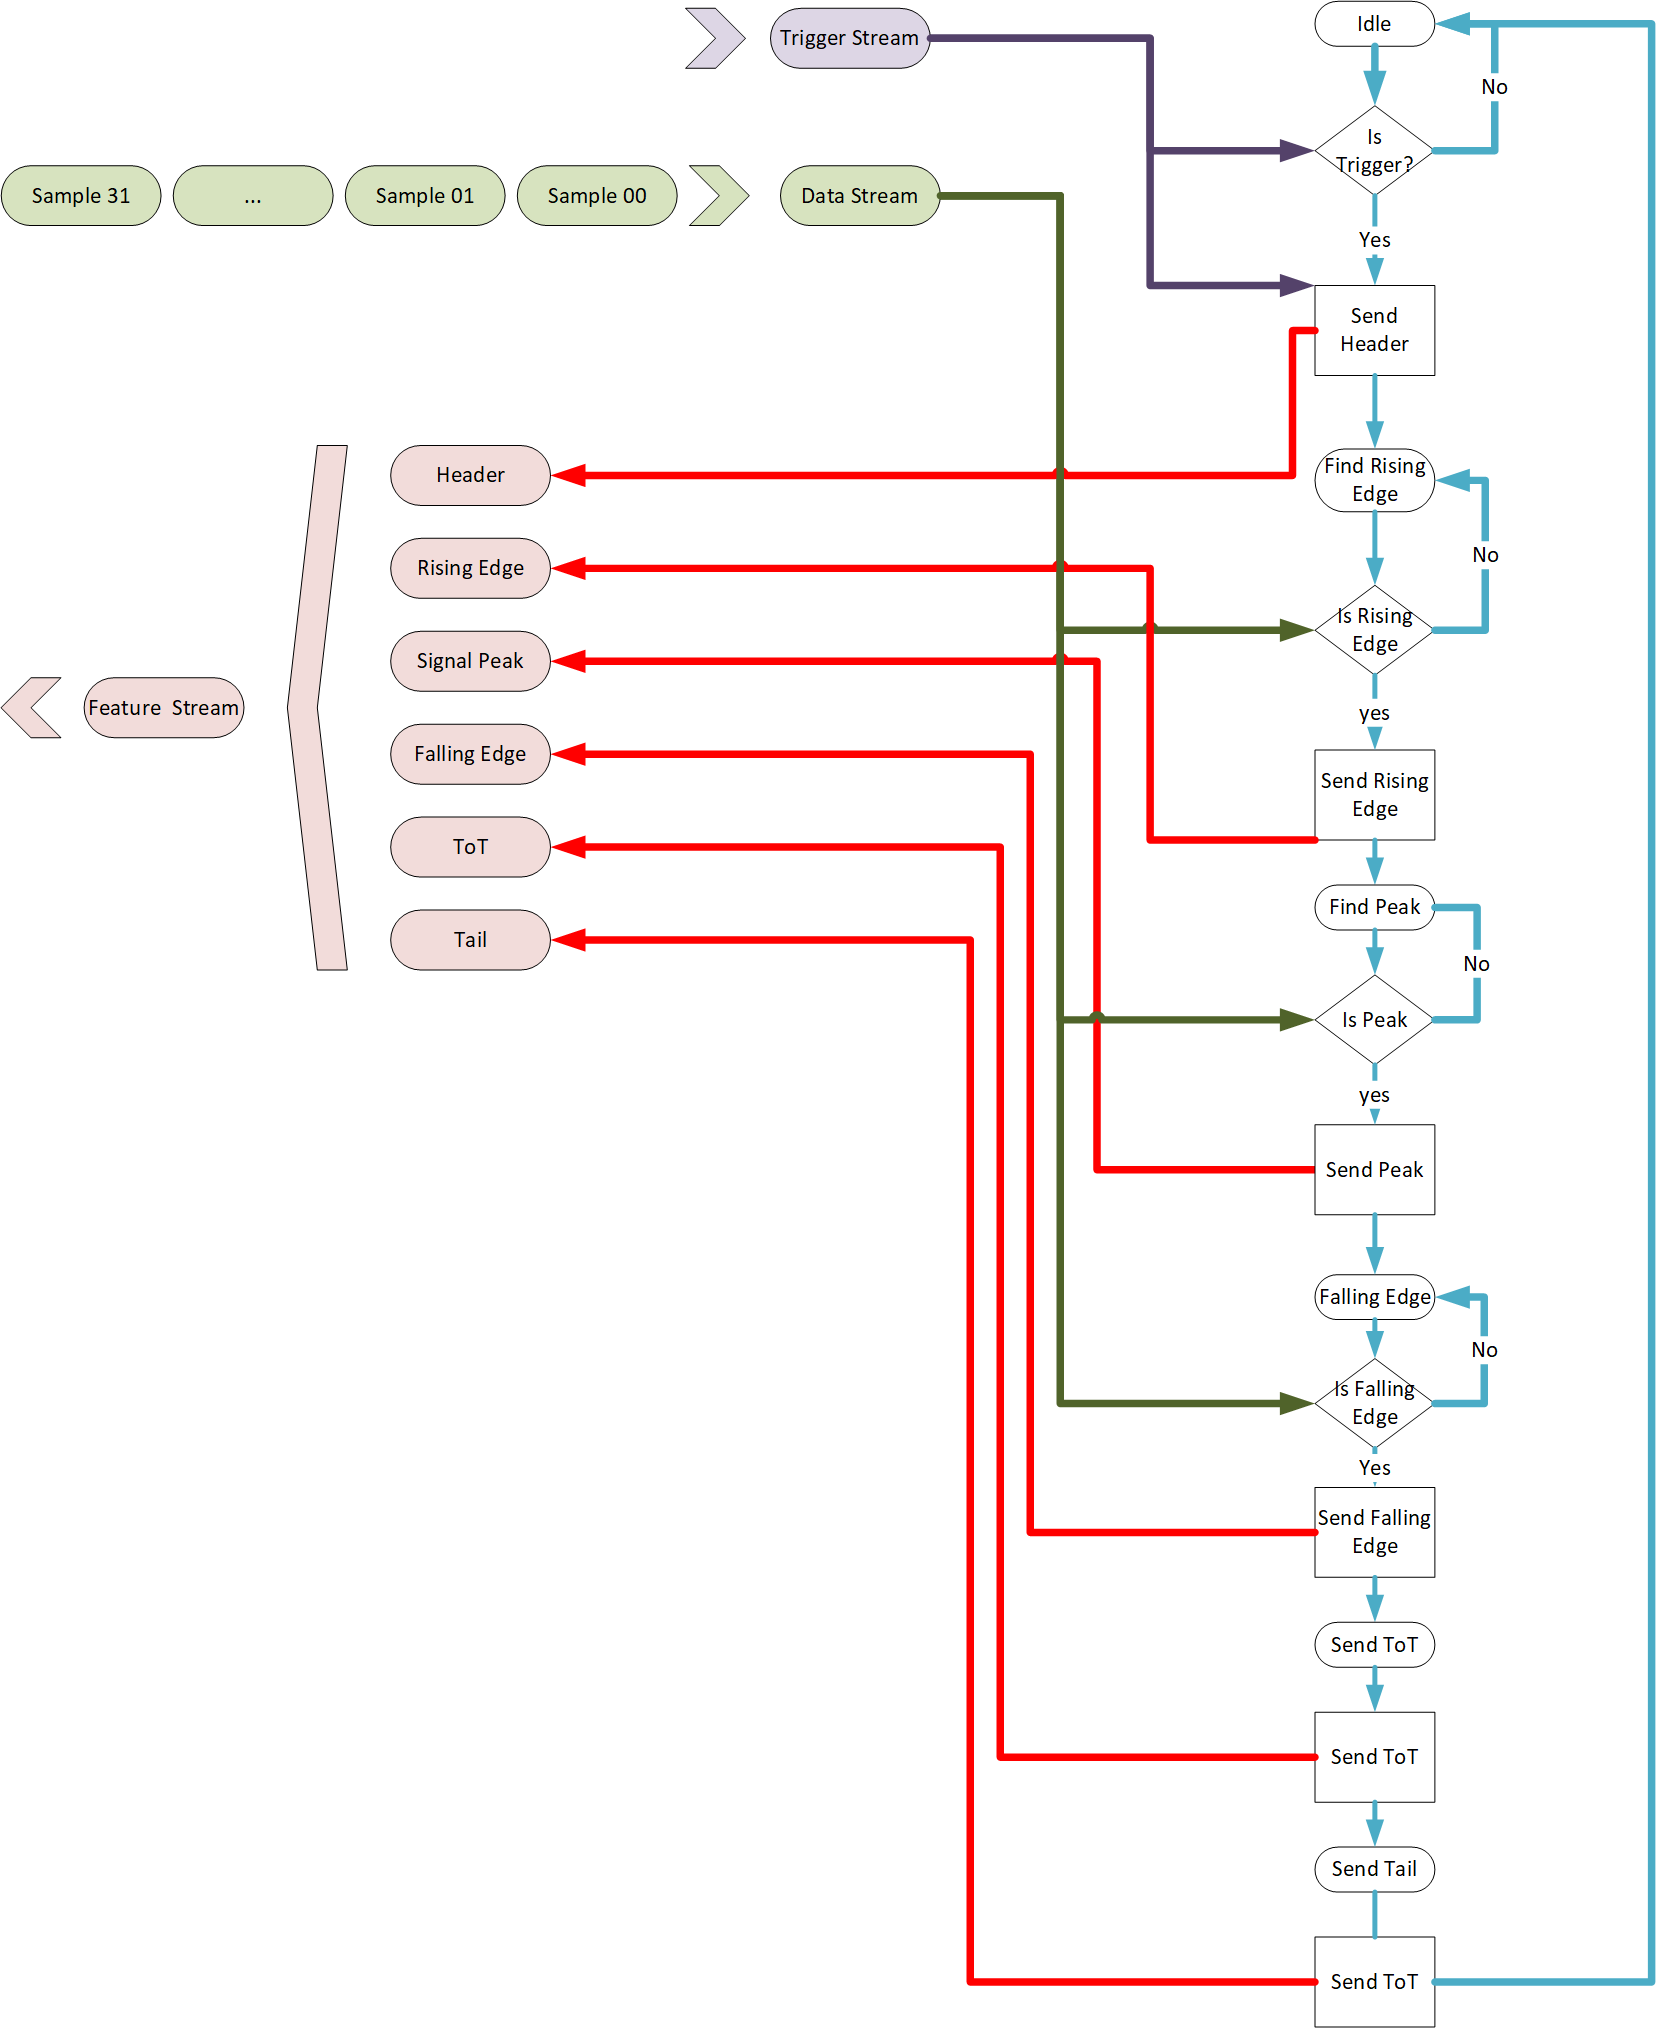 Trigger Stream
Idle
No
Is
Trigger?
Sample 31
...
Sample 01
Sample 00
Data Stream
Yes
Send
Header
Header
Find Rising
Edge
No
Rising Edge
Is Rising
Edge
Signal Peak
yes
Feature  Stream
Falling Edge
Send Rising
Edge
ToT
Find Peak
Tail
No
Is Peak
yes
Send Peak
Falling Edge
No
Is Falling
Edge
Yes
Send Falling
Edge
Send ToT
Send ToT
Send Tail
Send ToT